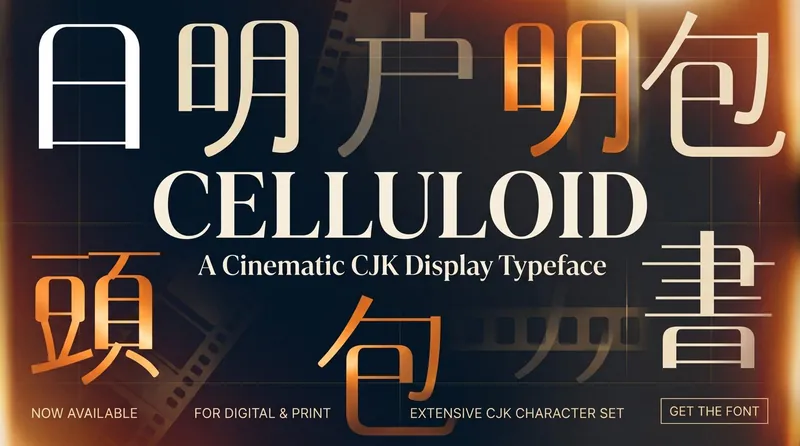 日明户明包
CELLULOID
A Cinematic CJK Display Typeface
頭
包
書
NOW AVAILABLE
FOR DIGITAL & PRINT
EXTENSIVE CJK CHARACTER SET
GET THE FONT